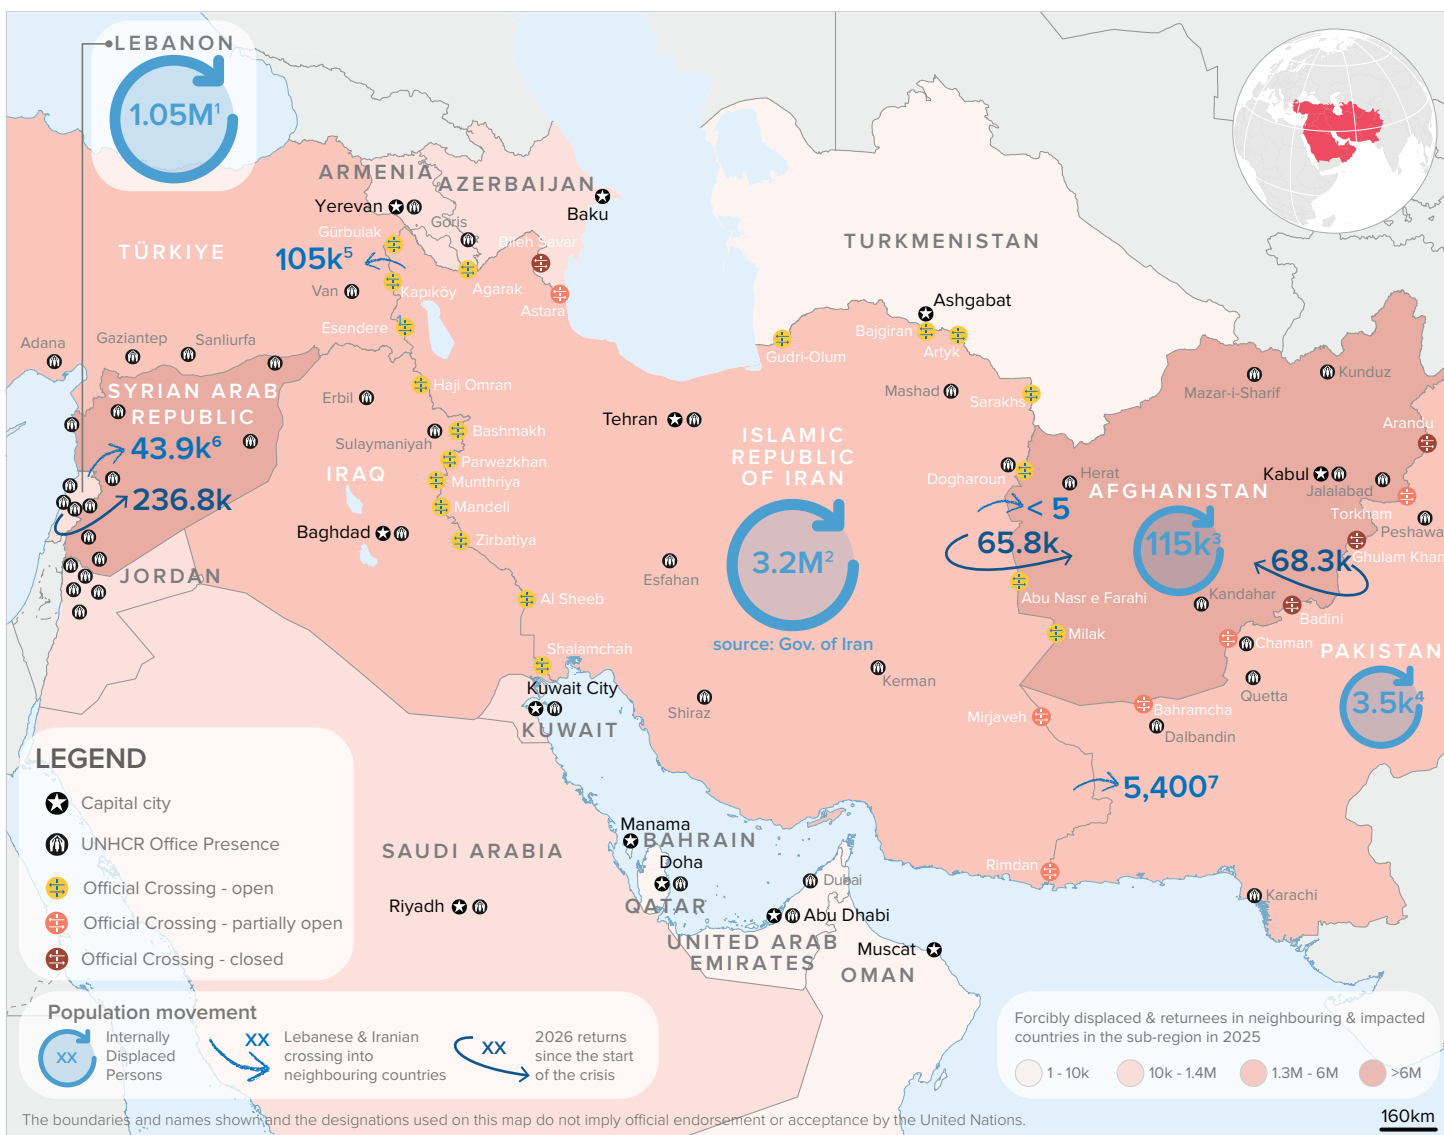 LEBANON
1.05M1
ARMENIA
AZERBAIJAN
Yerevan
Baku
Goris
Gürbulak
Bileh Savar
TÜRKİYE
105k5
TURKMENISTAN
Van
Kapıköy
Agarak
Astara
Ashgabat
Esendere
Bajgiran
Artyk
Gudri-Olum
Adana
Gaziantep
Sanliurfa
Haji Omran
Mashad
Sarakhs
Mazar-i-Sharif
Kunduz
SYRIAN ARAB
REPUBLIC
Erbil
Tehran
Arandu
Sulaymaniyah
Bashmakh
ISLAMIC
REPUBLIC
OF IRAN
43.9k6
Parwezkhan
IRAQ
Munthriya
Dogharoun
Herat
Kabul
Jalalabad
AFGHANISTAN
236.8k
Mandeli
< 5
Torkham
Peshawa
Baghdad
Zirbatiya
65.8k
115k3
Ghulam Khan
68.3k
3.2M2
JORDAN
Esfahan
Al Sheeb
Abu Nasr e Farahi
Kandahar
Badini
Milak
source: Gov. of Iran
Shalamchah
Chaman
PAKISTAN
Kerman
Quetta
Kuwait City
Shiraz
3.5k4
KUWAIT
Mirjaveh
Bahramcha
Dalbandin
5,4007
Manama
BAHRAIN
SAUDI ARABIA
Doha
Rimdan
Dubai
Karachi
Riyadh
QATAR
Abu Dhabi
UNITED ARAB
EMIRATES
Muscat
OMAN
LEGEND
Capital city
UNHCR Office Presence
Official Crossing - open
Official Crossing - partially open
Official Crossing - closed
Population movement
XX
Internally
Displaced
Persons
XX
Lebanese & Iranian
crossing into
neighbouring countries
XX
2026 returns
since the start
of the crisis
Forcibly displaced & returnees in neighbouring & impacted
countries in the sub-region in 2025
1 - 10k
10k - 1.4M
1.3M - 6M
>6M
The boundaries and names shown and the designations used on this map do not imply official endorsement or acceptance by the United Nations.
160km